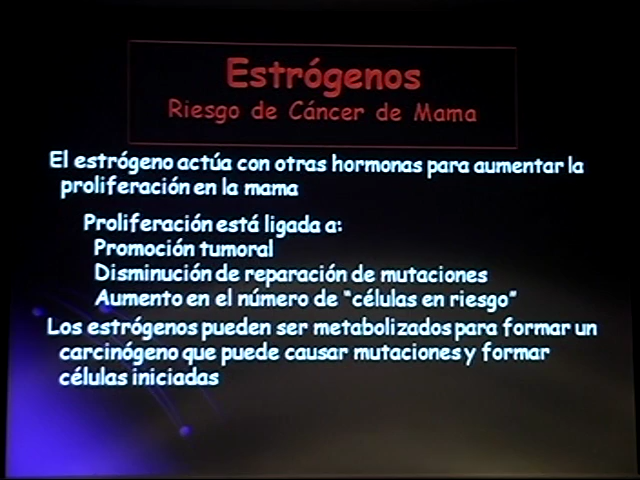 Estrógenos
Riesgo de Cáncer de Mama
El estrógeno actúa con otras hormonas para aumentar la
proliferación en la mama
Proliferación está ligada a:
Promoción tumoral
Disminución de reparación de mutaciones
Aumento en el número de “células en riesgo”
Los estrógenos pueden ser metabolizados para formar un
carcinógeno que puede causar mutaciones y formar
células iniciadas